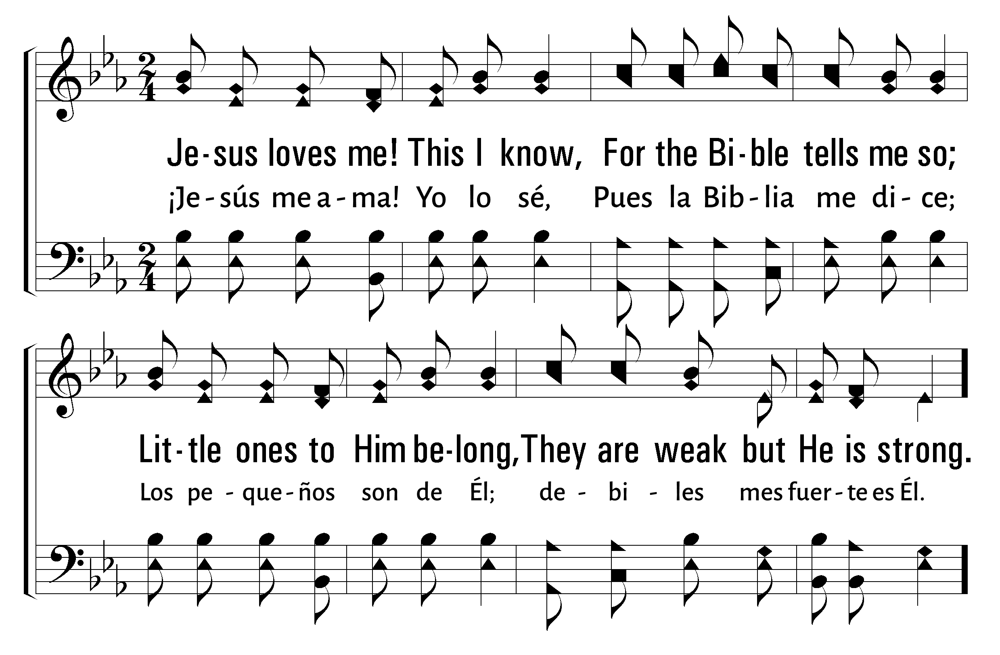 Je-sus loves me! This I know, For the Bi-ble tells me so;
¡Je-sús me a-ma! Yo lo sé, Pues la Bib-lia me di-ce;
Lit-tle ones to Him be-long, They are weak but He is strong.
Los pe-que-ños son de Él; de-bi-les mes fuer-te es Él.